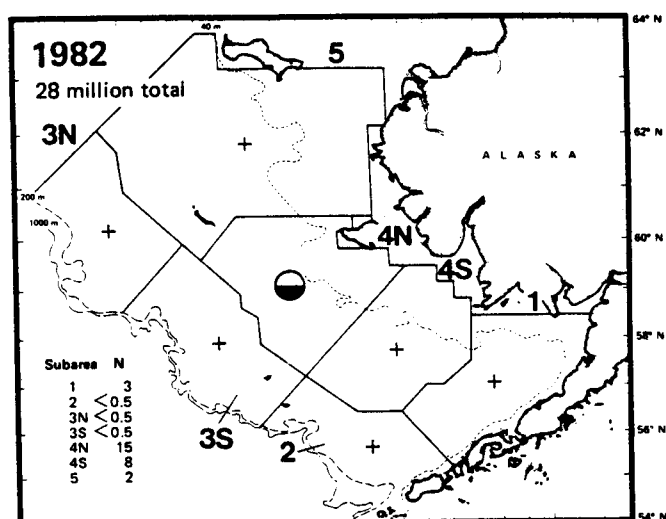 40 m
64° N
1982
5
28 million total
3N
62° N
ALASKA
200 m
1000 m
4N
60° N
4S
1
58° N
Subarea N
1 3
2 <0.5
3N <0.5
3S <0.5
4N 15
4S 8
5 2
3S
2
56° N
54° N